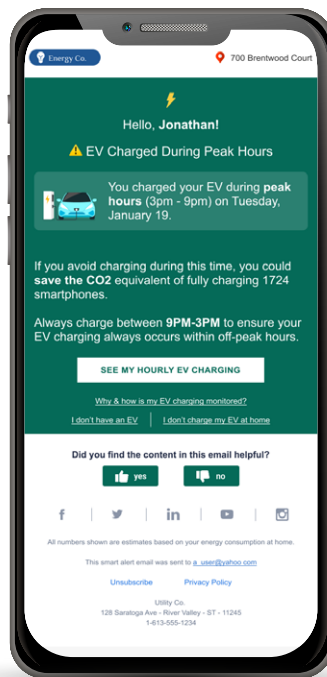 Energy Co.
700 Brentwood Court
Hello, Jonathan!
EV Charged During Peak Hours
You charged your EV during peak
hours (3pm - 9pm) on Tuesday,
January 19.
If you avoid charging during this time, you could
save the CO2 equivalent of fully charging 1724
smartphones.
Always charge between 9PM-3PM to ensure your
EV charging always occurs within off-peak hours.
SEE MY HOURLY EV CHARGING
Why & how is my EV charging monitored?
I don't have an EV
I don't charge my EV at home
Did you find the content in this email helpful?
yes
no
All numbers shown are estimates based on your energy consumption at home.
This smart alert email was sent to a_user@yahoo.com
Unsubscribe
Privacy Policy
Utility Co.
128 Saratoga Ave - River Valley - ST - 11245
1-613-555-1234